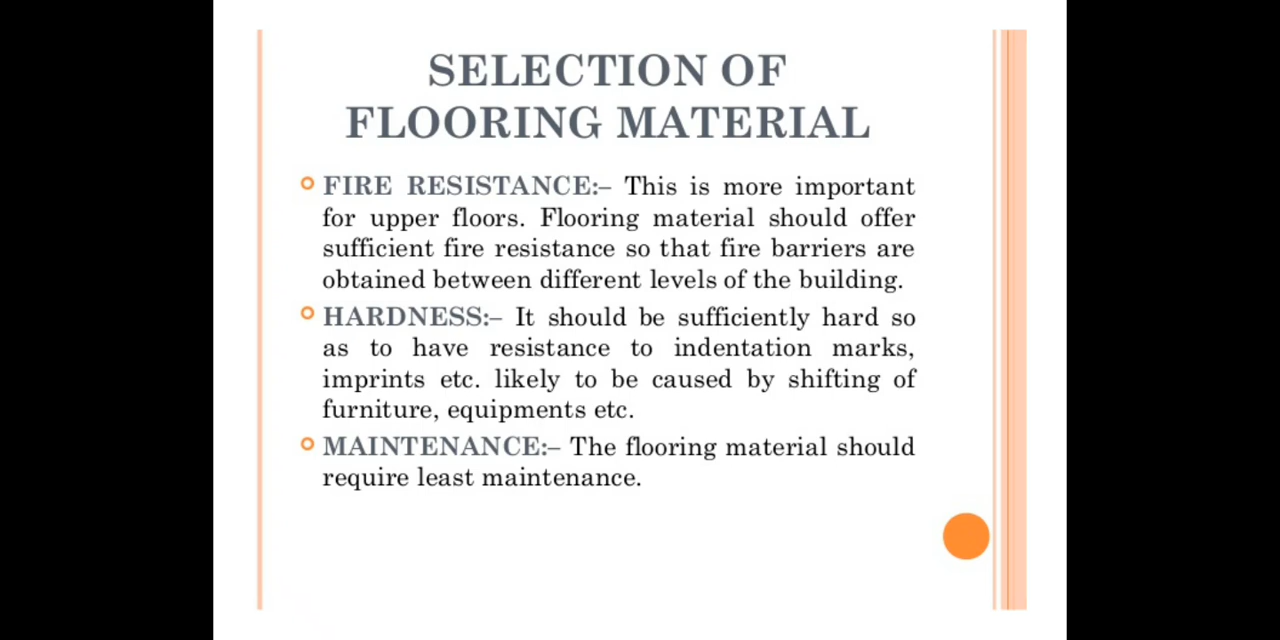 SELECTION OF
FLOORING MATERIAL
FIRE RESISTANCE:– This is more important
for upper floors. Flooring material should offer
sufficient fire resistance so that fire barriers are
obtained between different levels of the building.
HARDNESS:– It should be sufficiently hard so
as to have resistance to indentation marks,
imprints etc. likely to be caused by shifting of
furniture, equipments etc.
MAINTENANCE:– The flooring material should
require least maintenance.